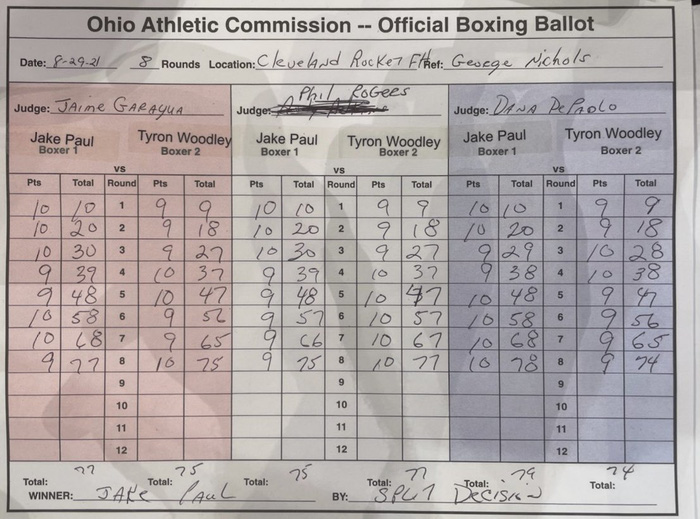 Ohio Athletic Commission -- Official Boxing Ballot
Date: 8-29-21 8 Rounds Location: Cleveland Rocket FH Ref: George Nichols
Judge: Jaime Garayua Judge: Phil Rogers Judge: Dana DePaolo
Jake Paul Tyron Woodley Jake Paul Tyron Woodley Jake Paul Tyron Woodley
Boxer 1 Boxer 2 Boxer 1 Boxer 2 Boxer 1 Boxer 2
vs vs vs
Pts Total Round Pts Total Pts Total Round Pts Total Pts Total Round Pts Total
10 10 1 9 9 10 10 1 9 9 10 10 1 9 9
10 20 2 9 18 10 20 2 9 18 10 20 2 9 18
10 30 3 9 27 10 30 3 9 27 9 29 3 10 28
9 39 4 10 37 9 39 4 10 37 9 38 4 10 38
9 48 5 10 47 9 48 5 10 47 10 48 5 9 47
10 58 6 9 56 9 57 6 10 57 10 58 6 9 56
10 68 7 9 65 9 66 7 10 67 10 68 7 9 65
9 77 8 10 75 9 75 8 10 77 10 78 8 9 74
9 9 9
10 10 10
11 11 11
12 12 12
Total: 77 Total: 75 Total: 75 Total: 77 Total: 79 Total: 74
WINNER: Jake Paul BY: Split Decision